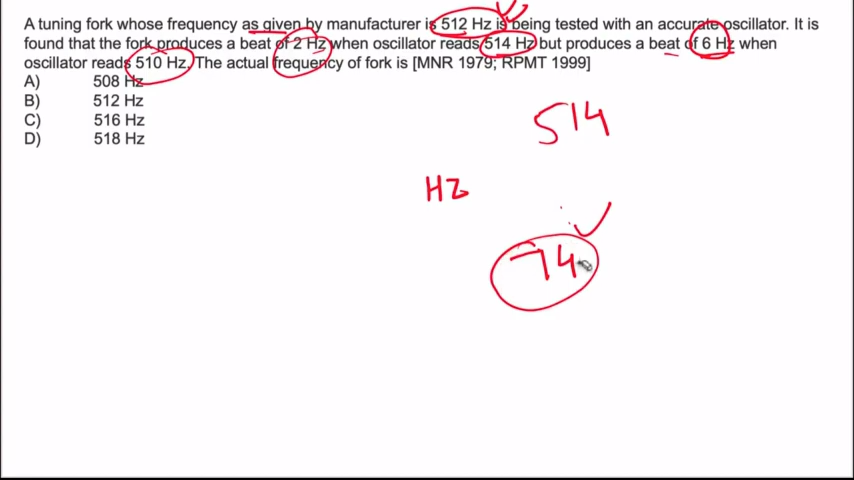 A tuning fork whose frequency as given by manufacturer is 512 Hz is being tested with an accurate oscillator. It is
found that the fork produces a beat of 2 Hz when oscillator reads 514 Hz but produces a beat of 6 Hz when
oscillator reads 510 Hz. The actual frequency of fork is [MNR 1979; RPMT 1999]
A) 508 Hz
B) 512 Hz
C) 516 Hz
D) 518 Hz
514
Hz
74